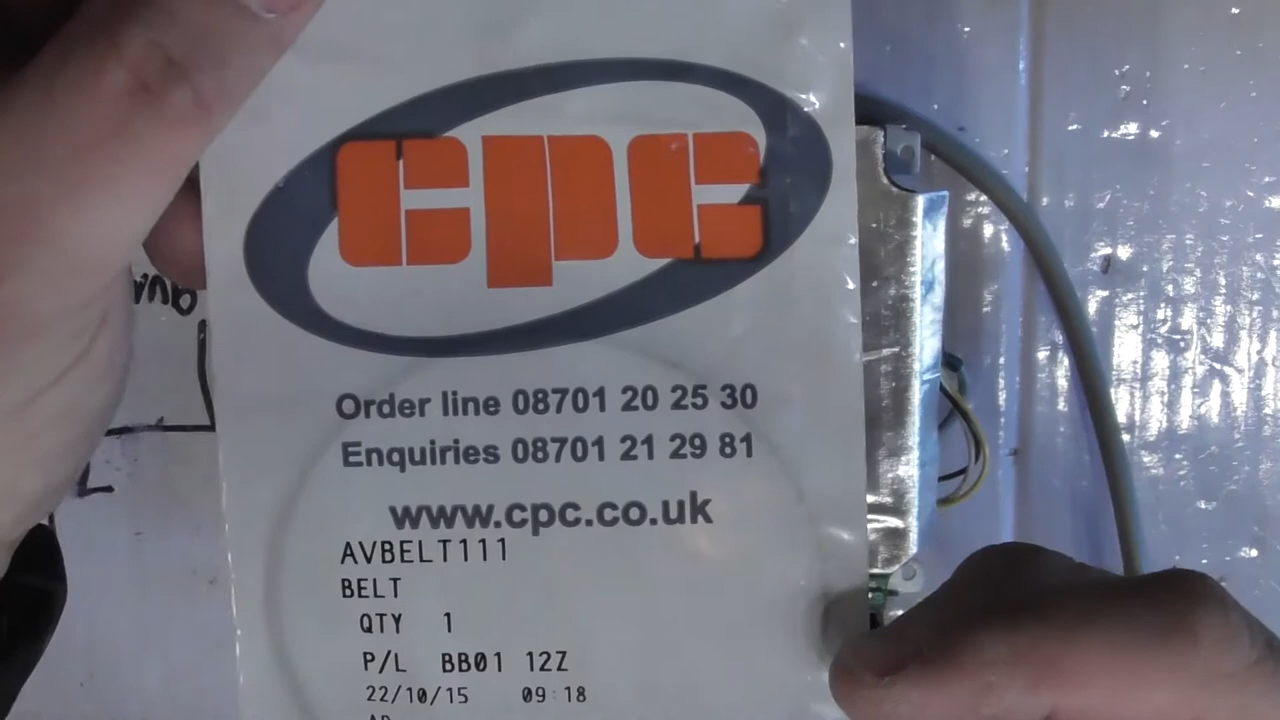 cpc
Order line 08701 20 25 30
Enquiries 08701 21 29 81
www.cpc.co.uk
AVBELT111
BELT
QTY 1
P/L BB01 12Z
22/10/15 09:18